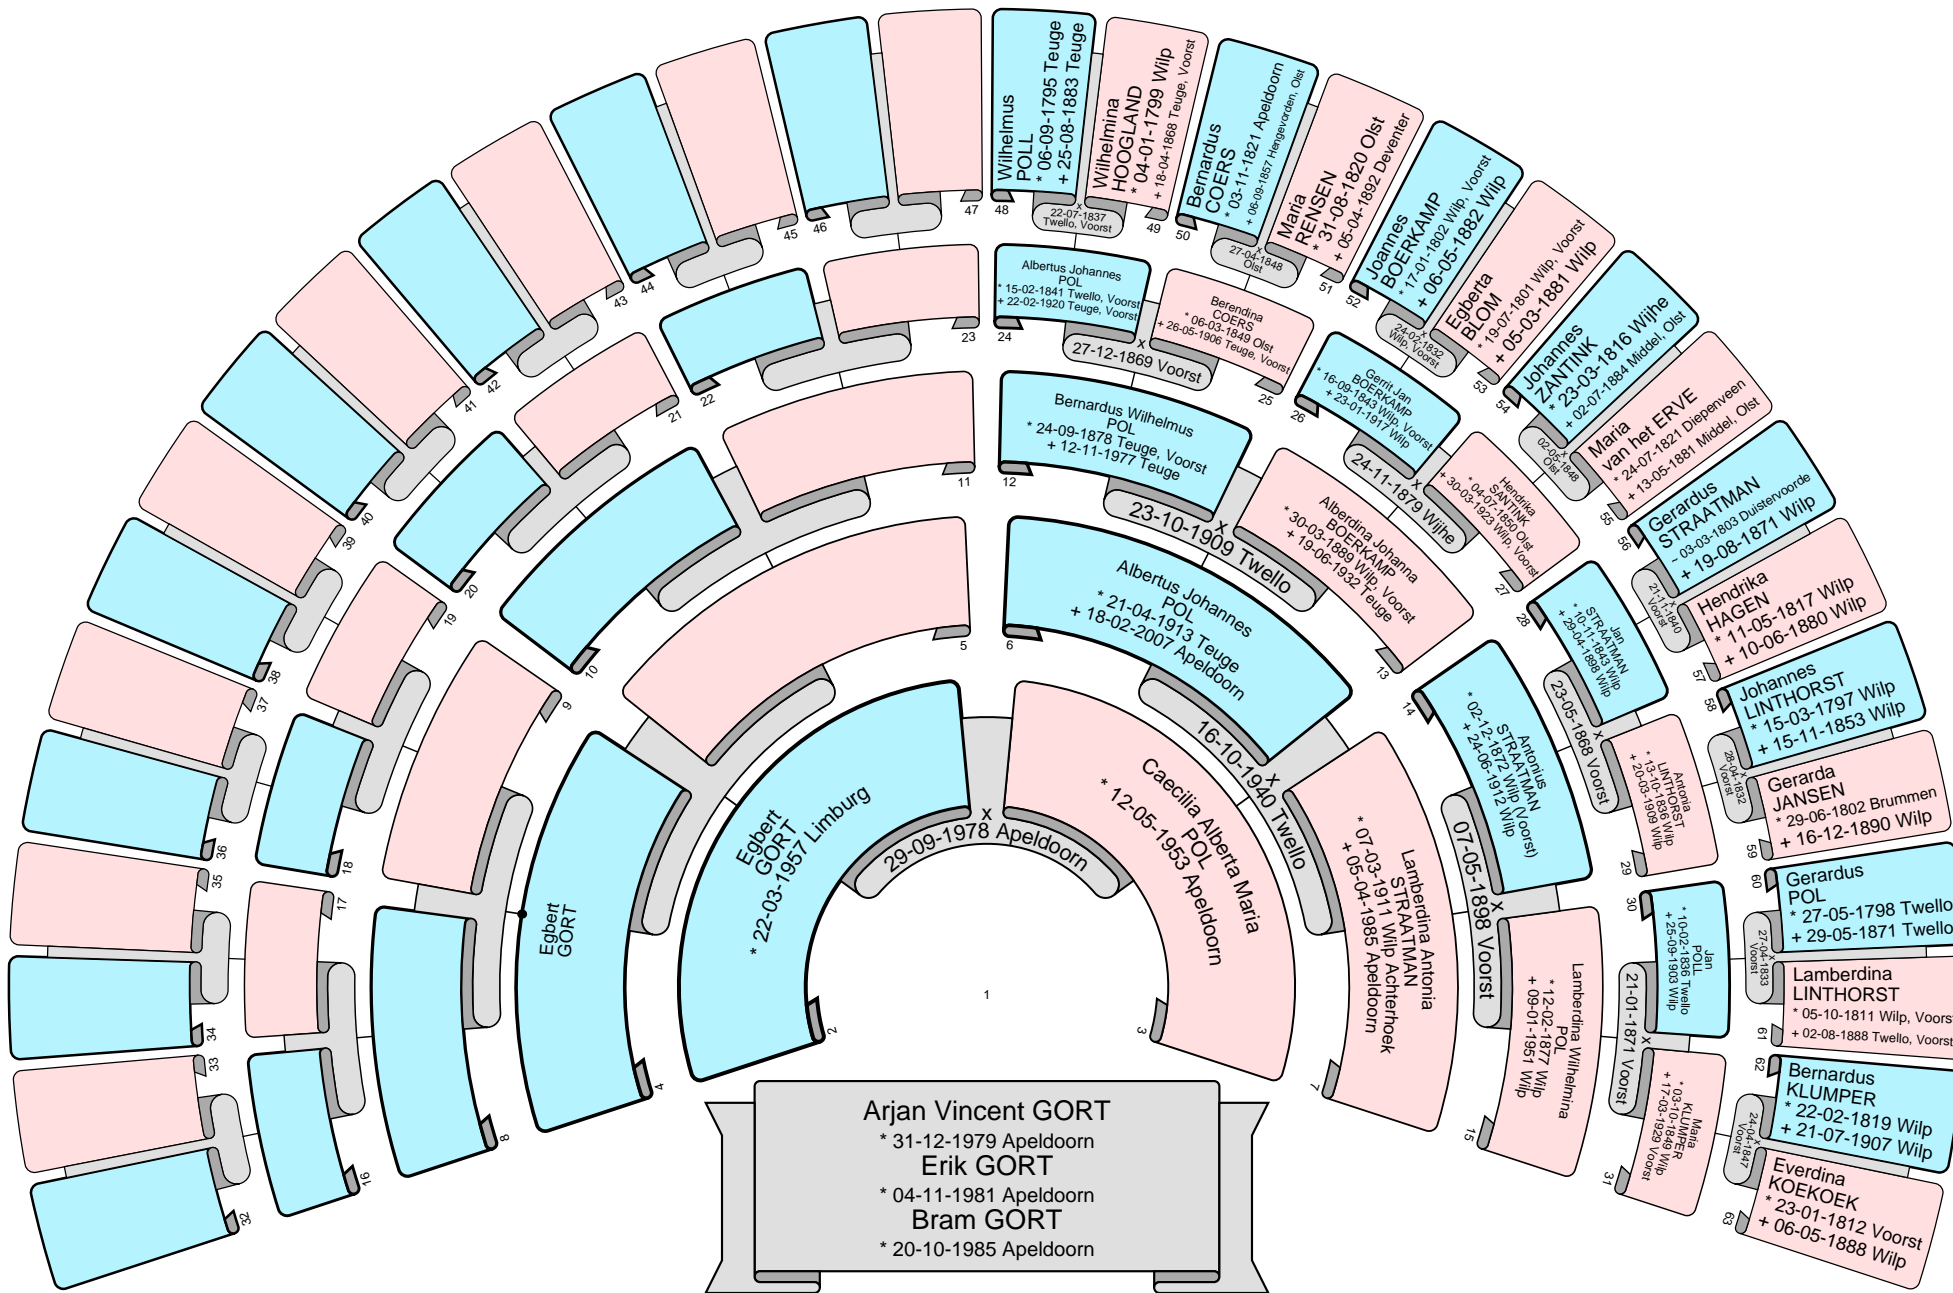 Arjan Vincent GORT
* 31-12-1979 Apeldoorn
Erik GORT
* 04-11-1981 Apeldoorn
Bram GORT
* 20-10-1985 Apeldoorn
1
Egbert
GORT
* 22-03-1957 Limburg
2
x
29-09-1978 Apeldoorn
Caecilia Alberta Maria
POL
* 12-05-1953 Apeldoorn
3
Egbert
GORT
4
5
Albertus Johannes
POL
* 21-04-1913 Teuge
+ 18-02-2007 Apeldoorn
6
x
16-10-1940 Twello
Lamberdina Antonia
STRAATMAN
* 07-03-1911 Wilp Achterhoek
+ 05-04-1985 Apeldoorn
7
8
9
10
11
Bernardus Wilhelmus
POL
* 24-09-1878 Teuge, Voorst
+ 12-11-1977 Teuge
12
x
23-10-1909 Twello
Alberdina Johanna
BOERKAMP
* 30-03-1889 Wilp, Voorst
+ 19-06-1932 Teuge
13
Antonius
STRAATMAN
* 02-12-1872 Wilp (Voorst)
+ 24-06-1912 Wilp
14
x
07-05-1898 Voorst
Lamberdina Wilhelmina
POL
* 12-02-1877 Wilp
+ 09-01-1951 Wilp
15
16
17
18
19
20
21
22
23
Albertus Johannes
POL
* 15-02-1841 Twello, Voorst
+ 22-02-1920 Teuge, Voorst
24
x
27-12-1869 Voorst
Berendina
COERS
* 06-03-1849 Olst
+ 26-05-1906 Teuge, Voorst
25
Gerrit Jan
BOERKAMP
* 16-09-1843 Wilp, Voorst
+ 23-01-1917 Wilp
26
x
24-11-1879 Wijhe
Hendrika
SANTINK
* 04-07-1850 Olst
+ 30-03-1923 Wilp, Voorst
27
Jan
STRAATMAN
* 10-11-1843 Wilp
+ 29-04-1898 Wilp
28
x
23-05-1868 Voorst
Antonia
LINTHORST
* 13-10-1836 Wilp
+ 20-03-1909 Wilp
29
Jan
POLL
* 10-02-1836 Twello
+ 25-09-1903 Wilp
30
x
21-01-1871 Voorst
Maria
KLUMPER
* 03-10-1849 Wilp
+ 17-03-1929 Voorst
31
32
33
34
35
36
37
38
39
40
41
42
43
44
45
46
47
Wilhelmus
POLL
* 06-09-1795 Teuge
+ 25-08-1883 Teuge
48
x
22-07-1837
Twello, Voorst
Wilhelmina
HOOGLAND
* 04-01-1799 Wilp
+ 18-04-1868 Teuge, Voorst
49
Bernardus
COERS
* 03-11-1821 Apeldoorn
+ 06-09-1857 Hengevorden, Olst
50
x
27-04-1848
Olst
Maria
RENSEN
* 31-08-1820 Olst
+ 05-04-1892 Deventer
51
Joannes
BOERKAMP
* 17-01-1802 Wilp, Voorst
+ 06-05-1882 Wilp
52
x
24-02-1832
Wilp, Voorst
Egberta
BLOM
* 19-07-1801 Wilp, Voorst
+ 05-03-1881 Wilp
53
Johannes
ZANTINK
* 23-03-1816 Wijhe
+ 02-07-1884 Middel, Olst
54
x
02-05-1848
Olst
Maria
van het ERVE
* 24-07-1821 Diepenveen
+ 13-05-1881 Middel, Olst
55
Gerardus
STRAATMAN
~ 03-03-1803 Duistervoorde
+ 19-08-1871 Wilp
56
x
21-11-1840
Voorst
Hendrika
HAGEN
* 11-05-1817 Wilp
+ 10-06-1880 Wilp
57
Johannes
LINTHORST
* 15-03-1797 Wilp
+ 15-11-1853 Wilp
58
x
28-04-1832
Voorst
Gerarda
JANSEN
* 29-06-1802 Brummen
+ 16-12-1890 Wilp
59
Gerardus
POL
* 27-05-1798 Twello
+ 29-05-1871 Twello
60
x
27-04-1833
Voorst
Lamberdina
LINTHORST
* 05-10-1811 Wilp, Voorst
+ 02-08-1888 Twello, Voorst
61
Bernardus
KLUMPER
* 22-02-1819 Wilp
+ 21-07-1907 Wilp
62
x
24-04-1847
Voorst
Everdina
KOEKOEK
* 23-01-1812 Voorst
+ 06-05-1888 Wilp
63